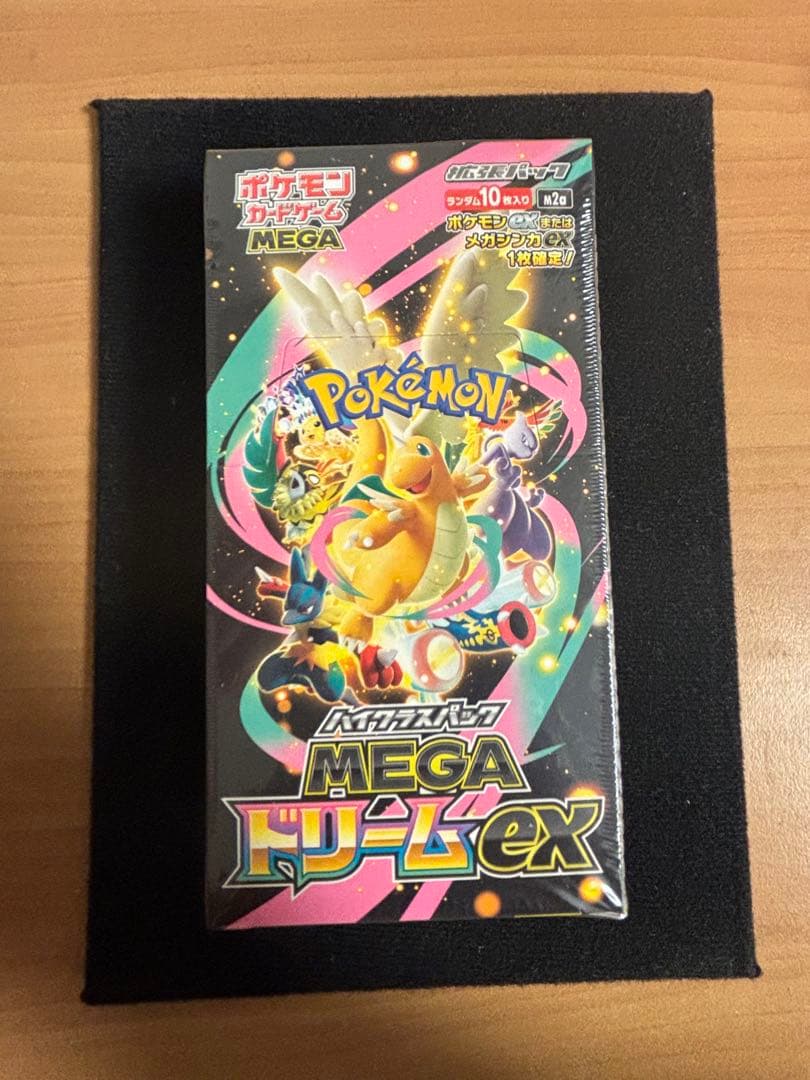 ポケモン
カードゲーム
MEGA
拡張パック
ランダム10枚入り M2a
ポケモンexまたは
メガシンカex
1枚確定！
POKÉMON
ハイクラスパック
MEGA
ドリームex